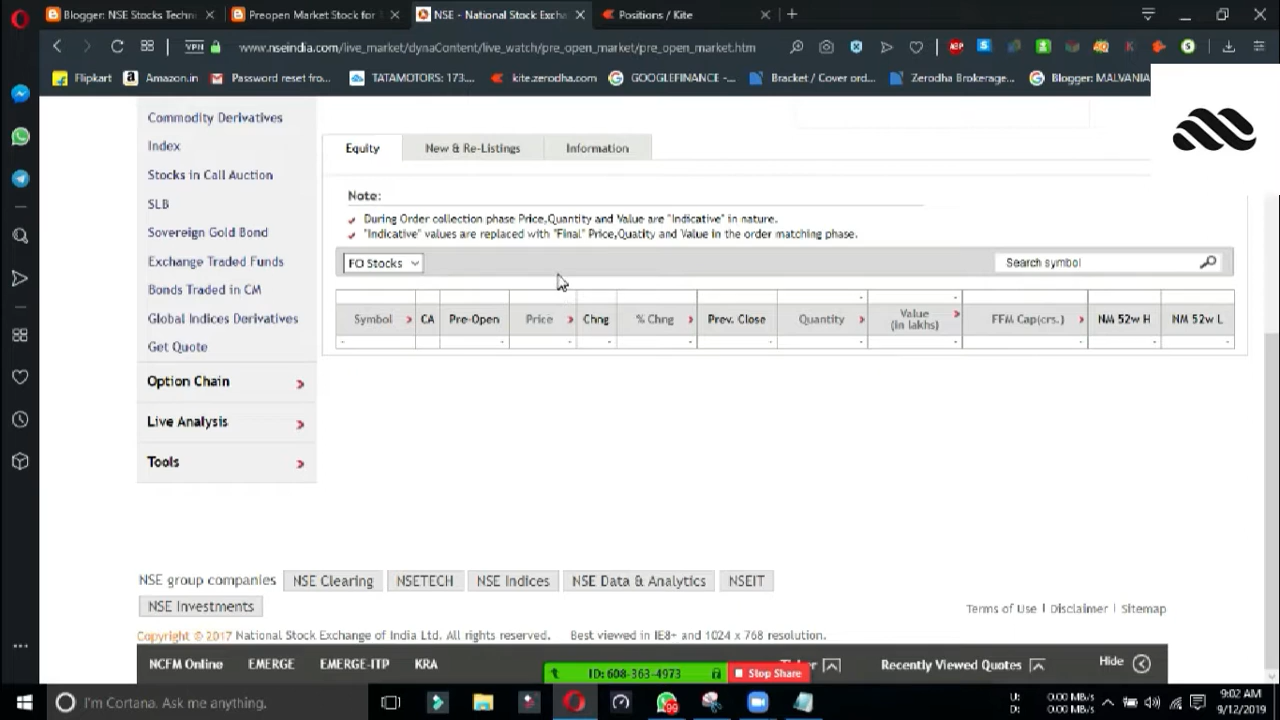 Blogger: NSE Stocks Techni
Preopen Market Stock for
NSE - National Stock Excha
Positions / Kite
VPN
www.nseindia.com/live_market/dynaContent/live_watch/pre_open_market/pre_open_market.htm
ABP
Flipkart
Amazon.in
Password reset fro...
TATAMOTORS: 173....
kite.zerodha.com
GOOGLEFINANCE -...
Bracket / Cover ord...
Zerodha Brokerage...
Blogger: MALVANIA
Commodity Derivatives
Index
Stocks in Call Auction
SLB
Sovereign Gold Bond
Exchange Traded Funds
Bonds Traded in CM
Global Indices Derivatives
Get Quote
Option Chain
Live Analysis
Tools
Equity
New & Re-Listings
Information
Note:
During Order collection phase Price,Quantity and Value are "Indicative" in nature.
"Indicative" values are replaced with "Final" Price,Quatity and Value in the order matching phase.
FO Stocks
Search symbol
Symbol CA Pre-Open Price Chng % Chng Prev. Close Quantity Value (in lakhs) FFM Cap(crs.) NM 52w H NM 52w L
NSE group companies
NSE Clearing
NSETECH
NSE Indices
NSE Data & Analytics
NSEIT
NSE Investments
Terms of Use | Disclaimer | Sitemap
Copyright © 2017 National Stock Exchange of India Ltd. All rights reserved. Best viewed in IE8+ and 1024 x 768 resolution.
NCFM Online
EMERGE
EMERGE-ITP
KRA
Recently Viewed Quotes
Hide
ID: 608-363-4973
Stop Share
I'm Cortana. Ask me anything.
99
U: 0.00 MB/s
D: 0.00 MB/s
9:02 AM
9/12/2019